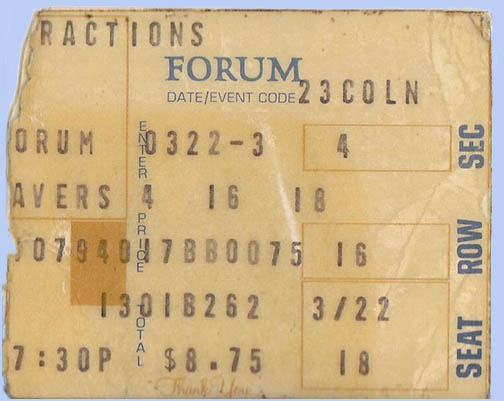 RACTIONS
FORUM
DATE/EVENT CODE 23COLN
ORUM 0322-3 4 SEC
AVERS 4 16 18
079404 7BB0075 16 ROW
ENTER PRICE TOTAL
1301B262 3/22
7:30P $8.75 18 SEAT
Thank You